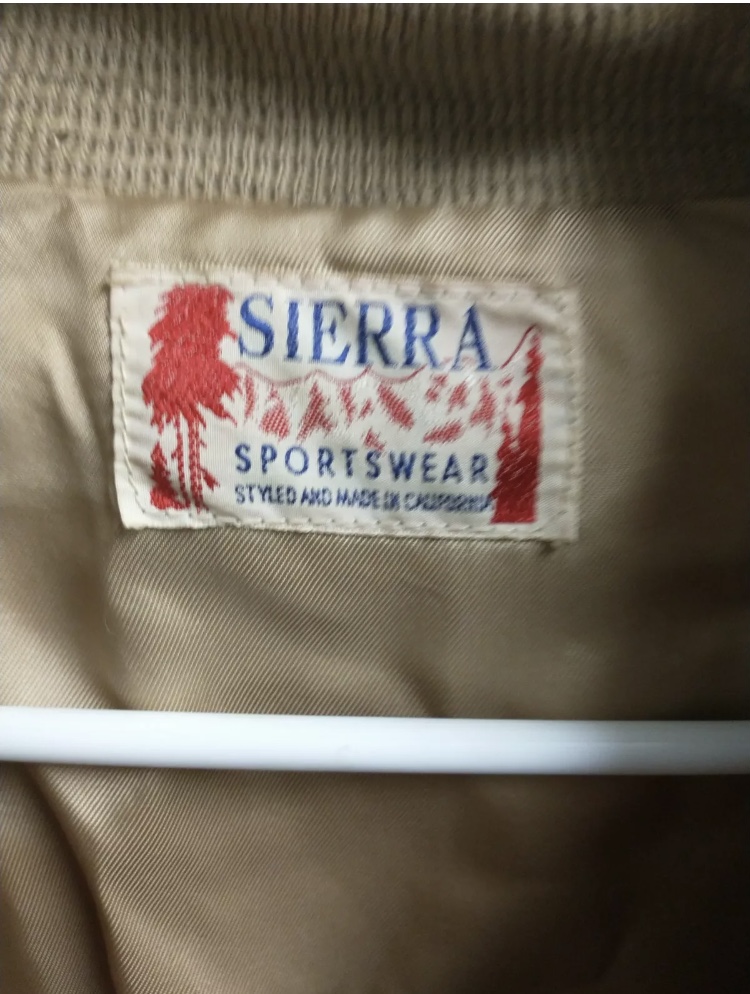 SIERRA
SPORTSWEAR
STYLED AND MADE IN CALIFORNIA